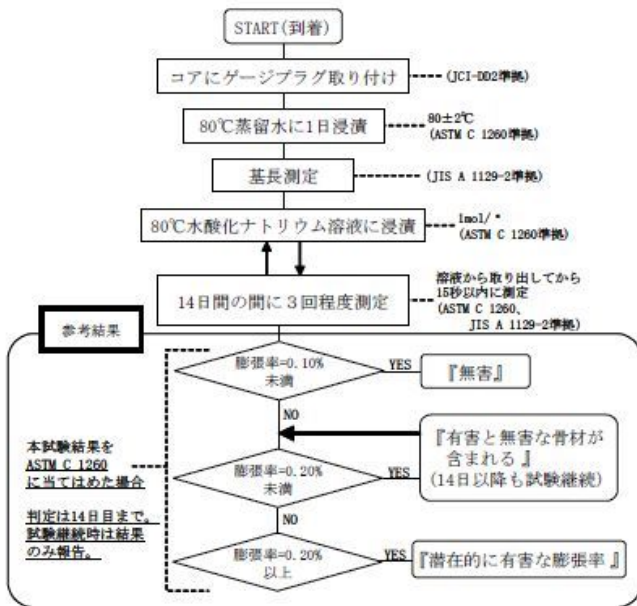 START(到着)
コアにゲージプラグ取り付け
(JCI-DD2準拠)
80℃蒸留水に1日浸漬
80±2℃
(ASTM C 1260準拠)
基長測定
(JIS A 1129-2準拠)
80℃水酸化ナトリウム溶液に浸漬
1mol/
(ASTM C 1260準拠)
14日間の間に３回程度測定
溶液から取り出してから
15秒以内に測定
(ASTM C 1260、
JIS A 1129-2準拠)
参考結果
膨張率=0.10%
未満
YES
『無害』
NO
本試験結果を
ASTM C 1260
に当てはめた場合
判定は14日目まで。
試験継続時は結果
のみ報告。
膨張率=0.20%
未満
YES
『有害と無害な骨材が
含まれる』
(14日以降も試験継続)
NO
膨張率=0.20%
以上
YES
『潜在的に有害な膨張率』